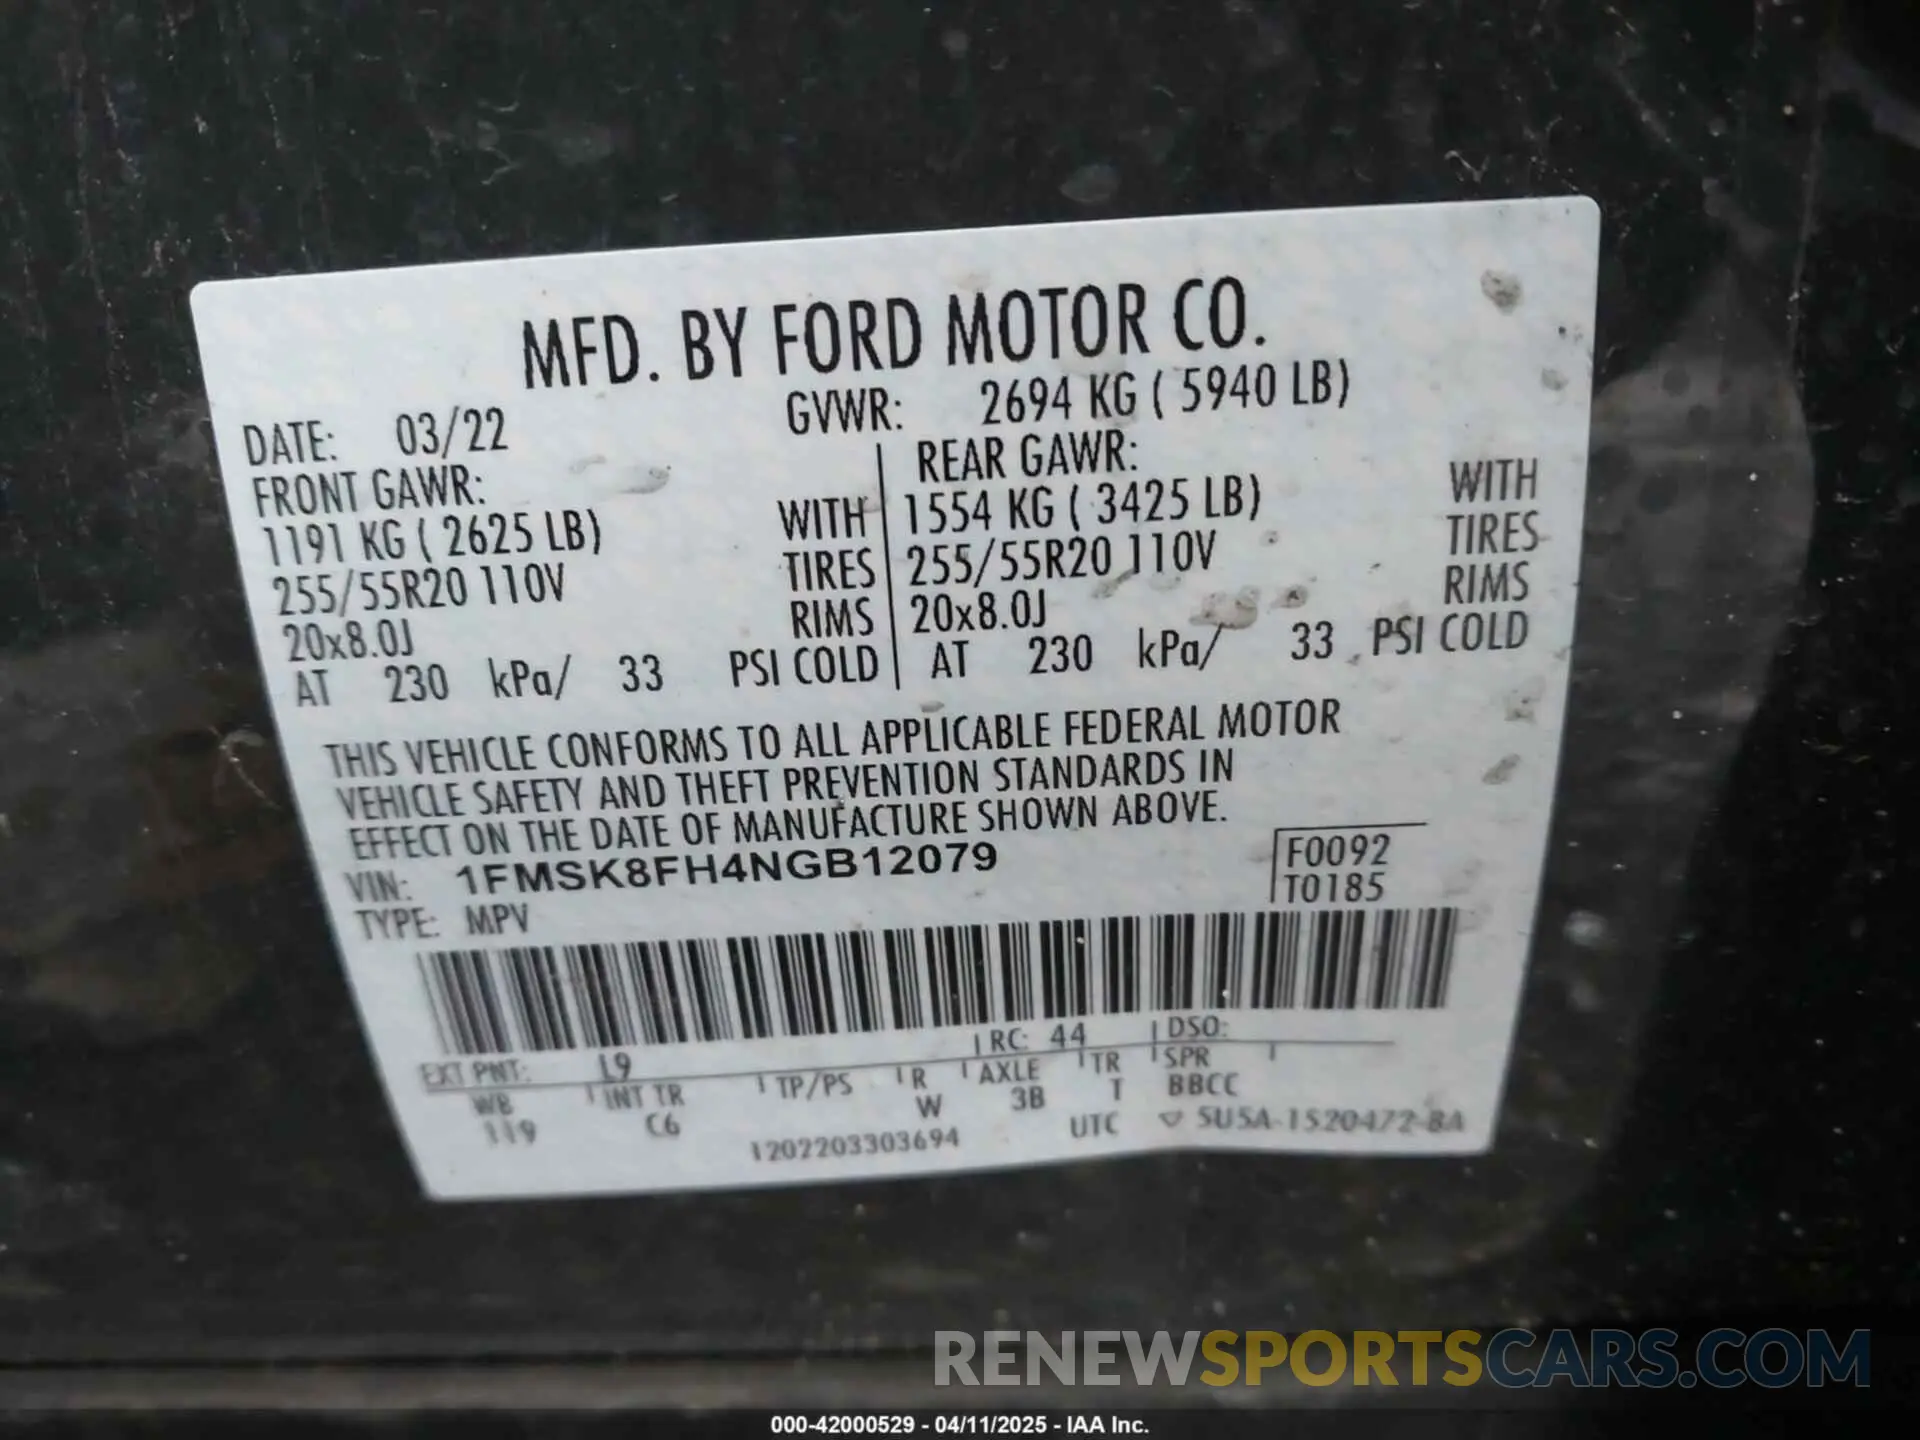 MFD. BY FORD MOTOR CO.
DATE: 03/22 GVWR: 2694 KG ( 5940 LB)
FRONT GAWR: REAR GAWR:
1191 KG ( 2625 LB) WITH 1554 KG ( 3425 LB) WITH
255/55R20 110V TIRES 255/55R20 110V TIRES
20x8.0J RIMS 20x8.0J RIMS
AT 230 kPa/ 33 PSI COLD AT 230 kPa/ 33 PSI COLD
THIS VEHICLE CONFORMS TO ALL APPLICABLE FEDERAL MOTOR
VEHICLE SAFETY AND THEFT PREVENTION STANDARDS IN
EFFECT ON THE DATE OF MANUFACTURE SHOWN ABOVE.
VIN: 1FMSK8FH4NGB12079 F0092
TYPE: MPV T0185
EXT PNT: L9 RC: 44 DSO:
WB INT TR TP/PS R AXLE TR SPR
119 C6 W 3B T BBCC
1202203303694 UTC ▽ 5U5A-1520472-BA
RENEWSPORTSCARS.COM
000-42000529 - 04/11/2025 - IAA Inc.